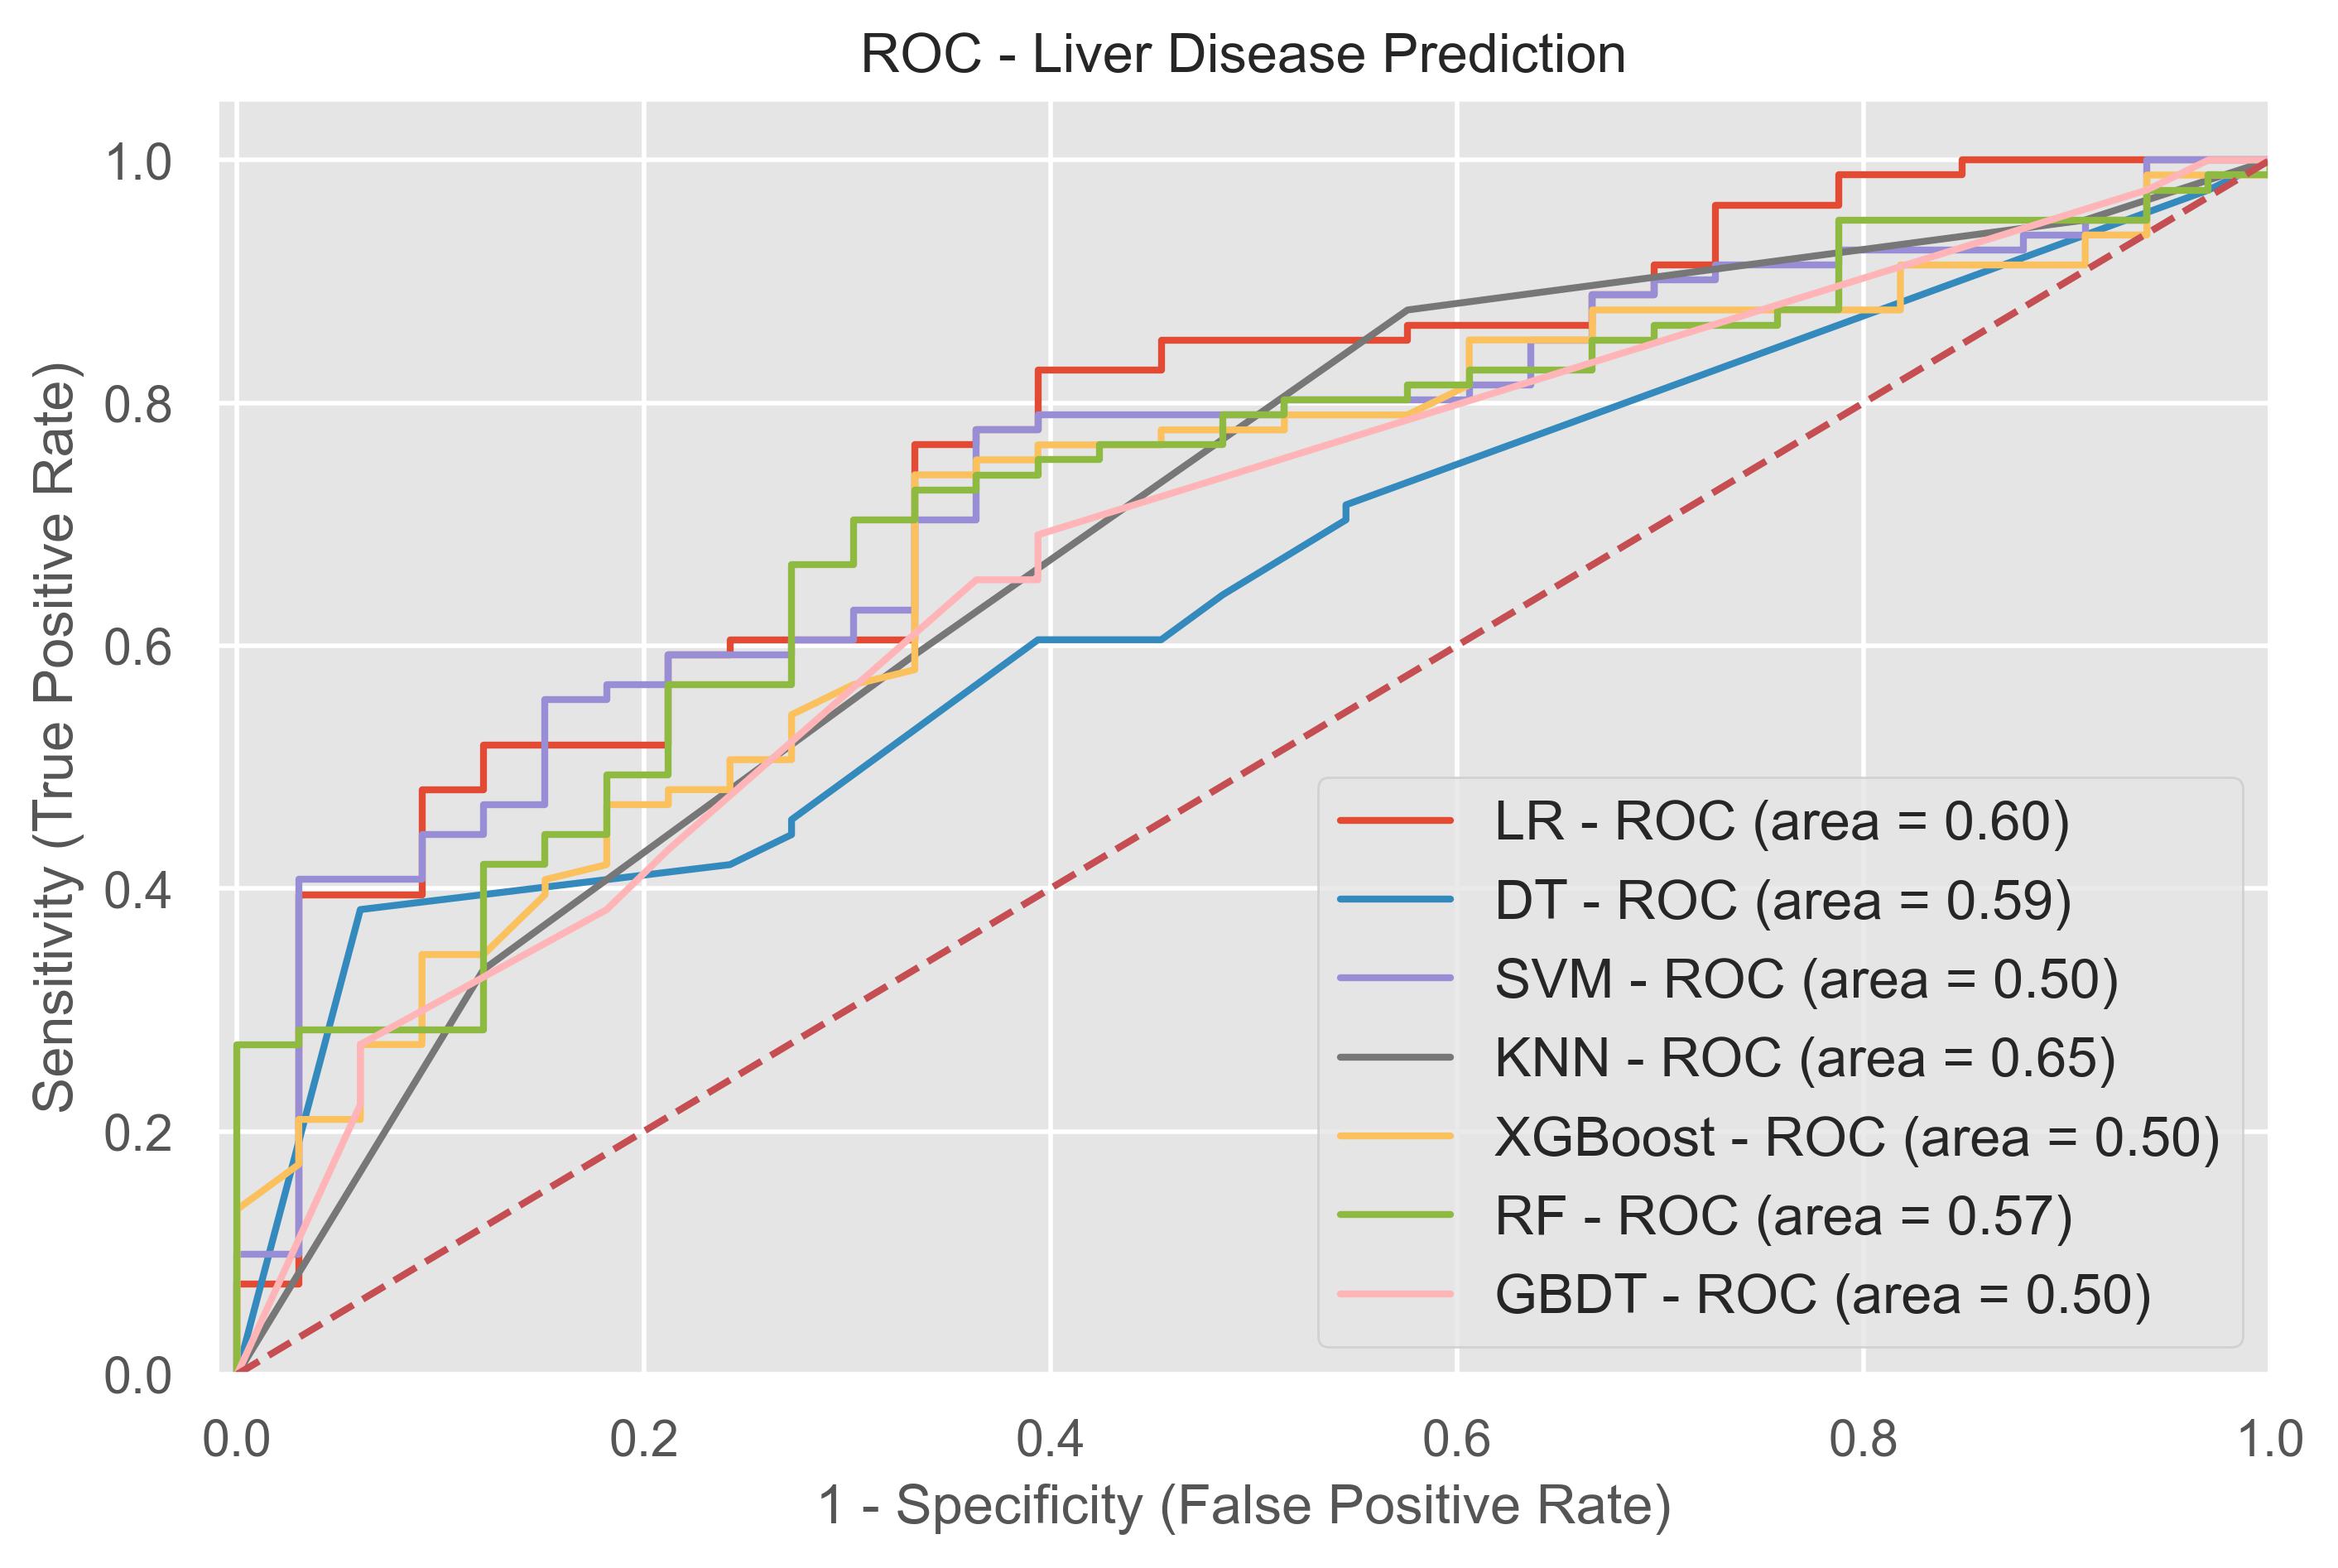 ROC - Liver Disease Prediction
1.0
0.8
0.6
0.4
0.2
0.0
Sensitivity (True Positive Rate)
LR - ROC (area = 0.60)
DT - ROC (area = 0.59)
SVM - ROC (area = 0.50)
KNN - ROC (area = 0.65)
XGBoost - ROC (area = 0.50)
RF - ROC (area = 0.57)
GBDT - ROC (area = 0.50)
0.0 0.2 0.4 0.6 0.8 1.0
1 - Specificity (False Positive Rate)